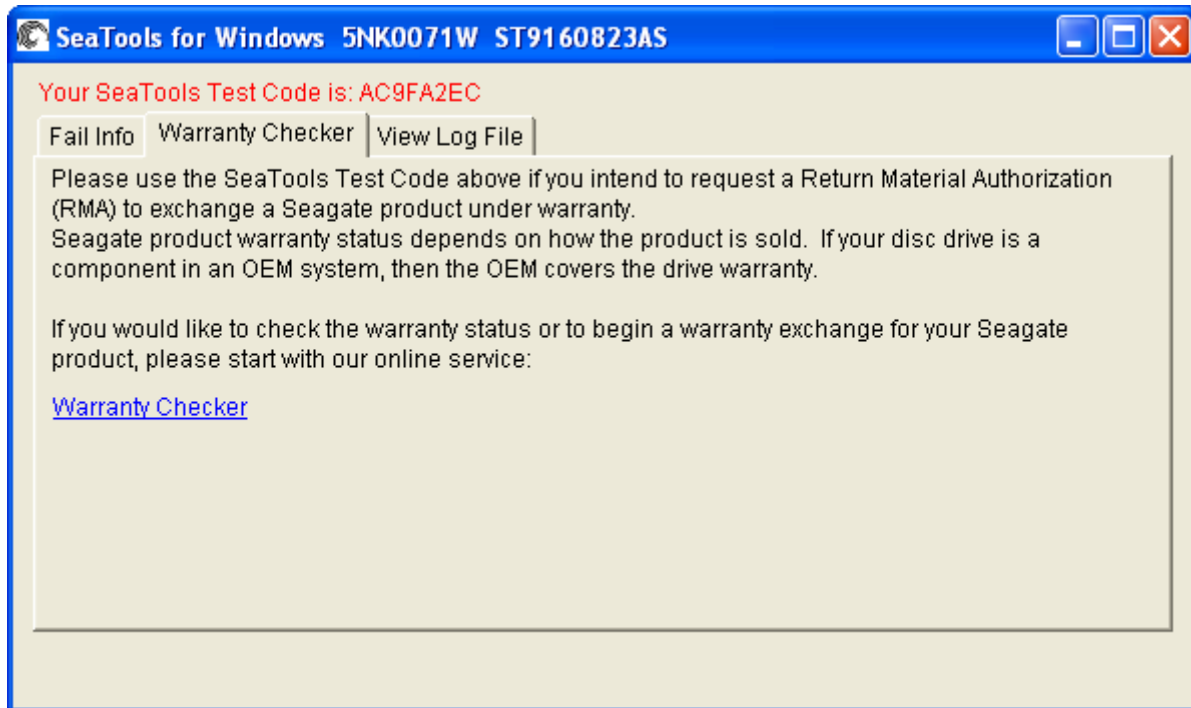 SeaTools for Windows 5NK0071W ST9160823AS
Your SeaTools Test Code is: AC9FA2EC
Fail Info Warranty Checker View Log File
Please use the SeaTools Test Code above if you intend to request a Return Material Authorization
(RMA) to exchange a Seagate product under warranty.
Seagate product warranty status depends on how the product is sold. If your disc drive is a
component in an OEM system, then the OEM covers the drive warranty.
If you would like to check the warranty status or to begin a warranty exchange for your Seagate
product, please start with our online service:
Warranty Checker